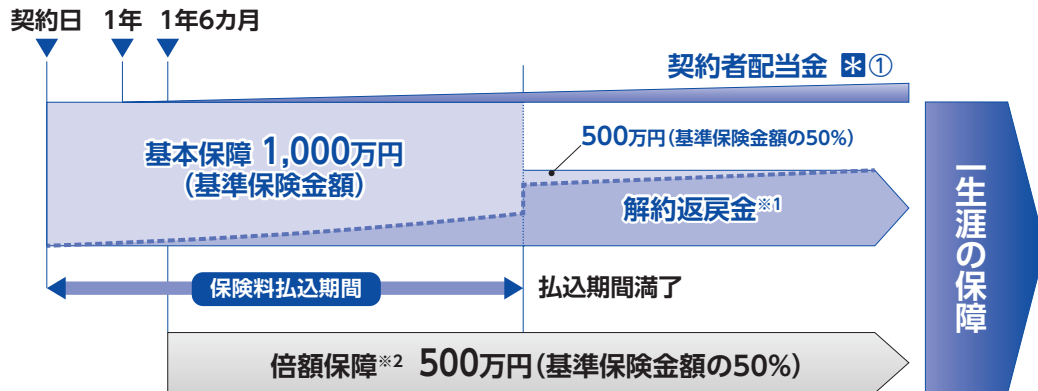 契約日 1年 1年6カ月
契約者配当金 *①
基本保障 1,000万円
(基準保険金額)
500万円(基準保険金額の50%)
解約返戻金※1
保険料払込期間
払込期間満了
倍額保障※2 500万円(基準保険金額の50%)
一生涯の保障